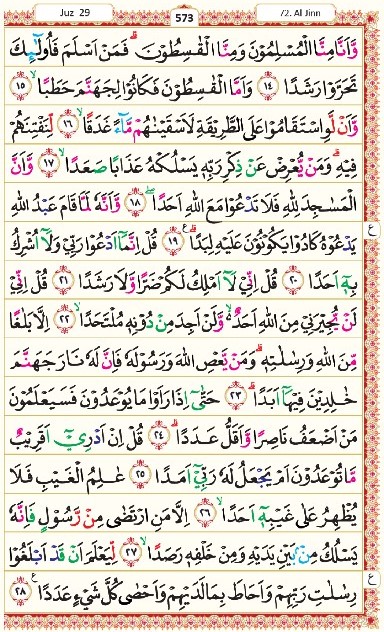 Juz 29
573
72. Al Jinn
وَّاَنَّا مِنَّا الْمُسْلِمُوْنَ وَمِنَّا الْقٰسِطُوْنَ ۗ فَمَنْ اَسْلَمَ فَاُولٰۤىِٕكَ
تَحَرَّوْا رَشَدًا ١٤ وَاَمَّا الْقٰسِطُوْنَ فَكَانُوْا لِجَهَنَّمَ حَطَبًا ۙ ١٥
وَّاَنْ لَّوِ اسْتَقَامُوْا عَلَى الطَّرِيْقَةِ لَاَسْقَيْنٰهُمْ مَّاۤءً غَدَقًا ۙ ١٦ لِّنَفْتِنَهُمْ
فِيْهِ ۗ وَمَنْ يُّعْرِضْ عَنْ ذِكْرِ رَبِّهٖ يَسْلُكْهُ عَذَابًا صَعَدًا ۙ ١٧ وَّاَنَّ
الْمَسٰجِدَ لِلّٰهِ فَلَا تَدْعُوْا مَعَ اللّٰهِ اَحَدًا ۖ ١٨ وَّاَنَّهٗ لَمَّا قَامَ عَبْدُ اللّٰهِ
يَدْعُوْهُ كَادُوْا يَكُوْنُوْنَ عَلَيْهِ لِبَدًا ۗ ࣖ ١٩ قُلْ اِنَّمَآ اَدْعُوْا رَبِّيْ وَلَآ اُشْرِكُ
بِهٖٓ اَحَدًا ٢٠ قُلْ اِنِّيْ لَآ اَمْلِكُ لَكُمْ ضَرًّا وَّلَا رَشَدًا ٢١ قُلْ اِنِّيْ
لَنْ يُّجِيْرَنِيْ مِنَ اللّٰهِ اَحَدٌ ەۙ وَّلَنْ اَجِدَ مِنْ دُوْنِهٖ مُلْتَحَدًا ۙ ٢٢ اِلَّا بَلٰغًا
مِّنَ اللّٰهِ وَرِسٰلٰتِهٖ ۗ وَمَنْ يَّعْصِ اللّٰهَ وَرَسُوْلَهٗ فَاِنَّ لَهٗ نَارَ جَهَنَّمَ
خٰلِدِيْنَ فِيْهَآ اَبَدًا ۗ ٢٣ حَتّٰىٓ اِذَا رَاَوْا مَا يُوْعَدُوْنَ فَسَيَعْلَمُوْنَ
مَنْ اَضْعَفُ نَاصِرًا وَّاَقَلُّ عَدَدًا ۗ ٢٤ قُلْ اِنْ اَدْرِيْٓ اَقَرِيْبٌ
مَّا تُوْعَدُوْنَ اَمْ يَجْعَلُ لَهٗ رَبِّيْٓ اَمَدًا ٢٥ عٰلِمُ الْغَيْبِ فَلَا
يُظْهِرُ عَلٰى غَيْبِهٖٓ اَحَدًا ۙ ٢٦ اِلَّا مَنِ ارْتَضٰى مِنْ رَّسُوْلٍ فَاِنَّهٗ
يَسْلُكُ مِنْۢ بَيْنِ يَدَيْهِ وَمِنْ خَلْفِهٖ رَصَدًا ۙ ٢٧ لِّيَعْلَمَ اَنْ قَدْ اَبْلَغُوْا
رِسٰلٰتِ رَبِّهِمْ وَاَحَاطَ بِمَا لَدَيْهِمْ وَاَحْصٰى كُلَّ شَيْءٍ عَدَدًا ࣖ ٢٨
ع
ع